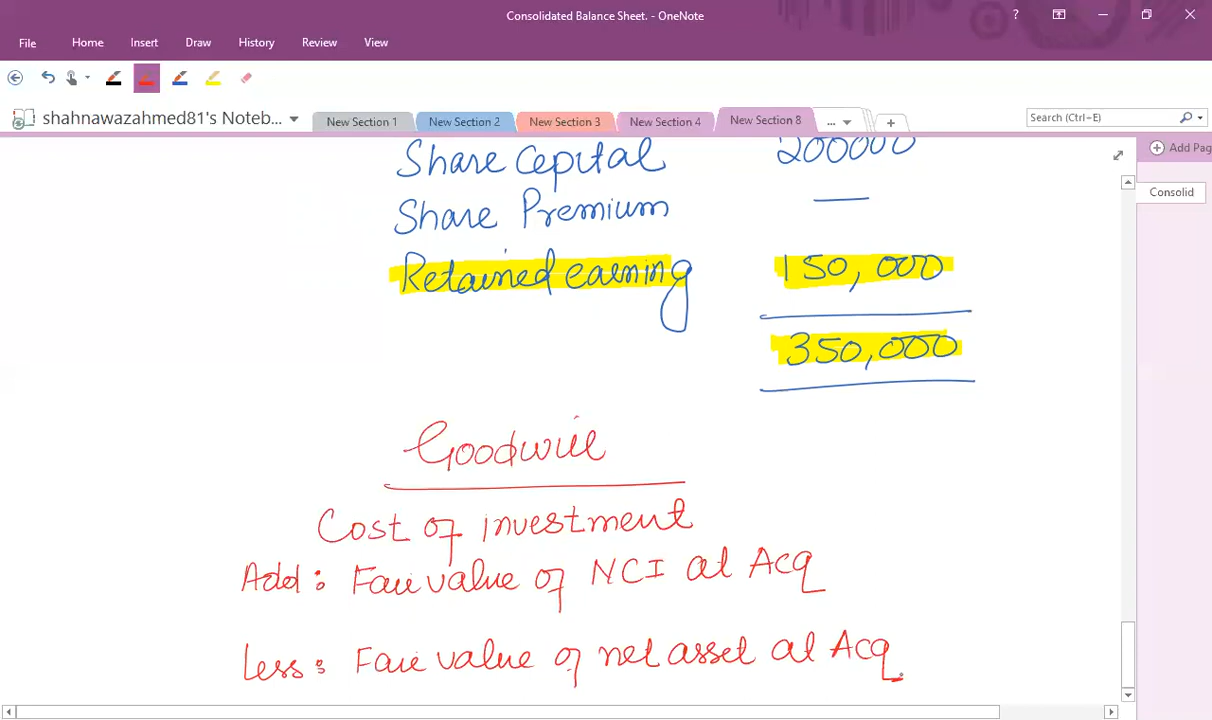 Consolidated Balance Sheet. - OneNote
?
File Home Insert Draw History Review View
shahnawazahmed81's Noteb...
New Section 1 New Section 2 New Section 3 New Section 4 New Section 8 ...
Search (Ctrl+E)
Add Pag
Consolid
Share Cepital 200000
Share Premium —
Retained earning 150,000
350,000
Goodwill
Cost of investment
Add: Fair value of NCI at Acq
less: Fair value of net asset at Acq